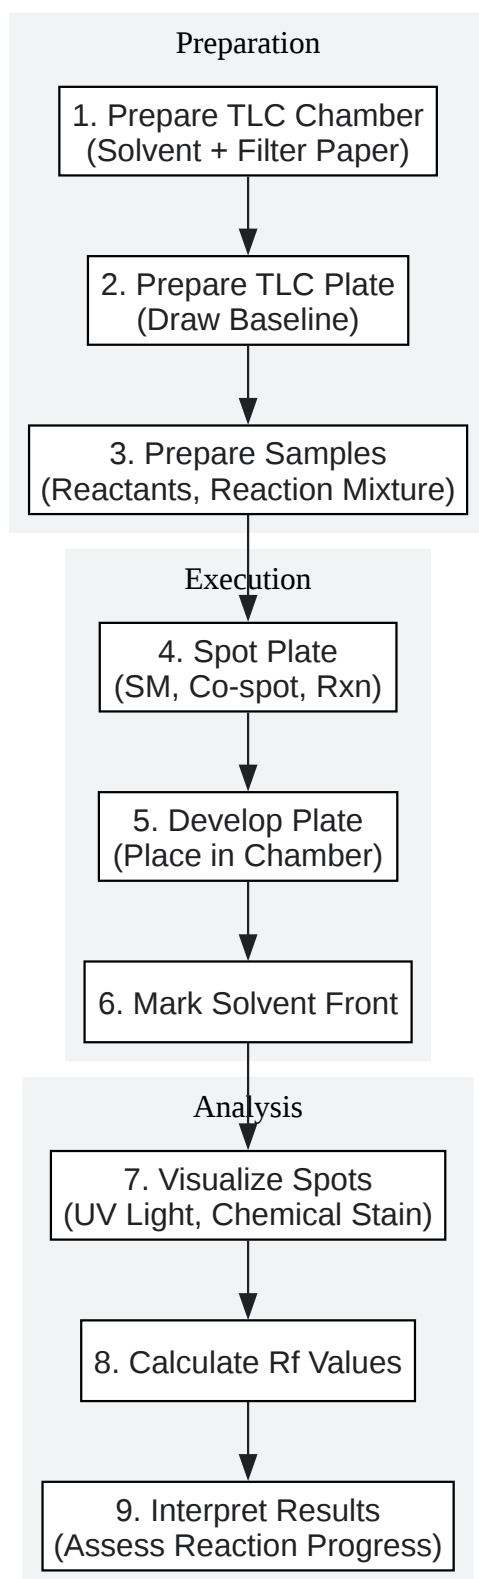 Preparation
1. Prepare TLC Chamber
(Solvent + Filter Paper)
2. Prepare TLC Plate
(Draw Baseline)
3. Prepare Samples
(Reactants, Reaction Mixture)
Execution
4. Spot Plate
(SM, Co-spot, Rxn)
5. Develop Plate
(Place in Chamber)
6. Mark Solvent Front
Analysis
7. Visualize Spots
(UV Light, Chemical Stain)
8. Calculate Rf Values
9. Interpret Results
(Assess Reaction Progress)